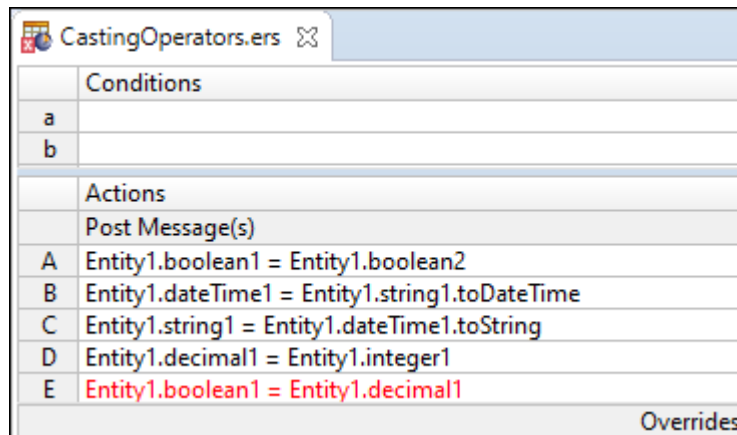 CastingOperators.ers
Conditions
a
b
Actions
Post Message(s)
A Entity1.boolean1 = Entity1.boolean2
B Entity1.dateTime1 = Entity1.string1.toDateTime
C Entity1.string1 = Entity1.dateTime1.toString
D Entity1.decimal1 = Entity1.integer1
E Entity1.boolean1 = Entity1.decimal1
Overrides